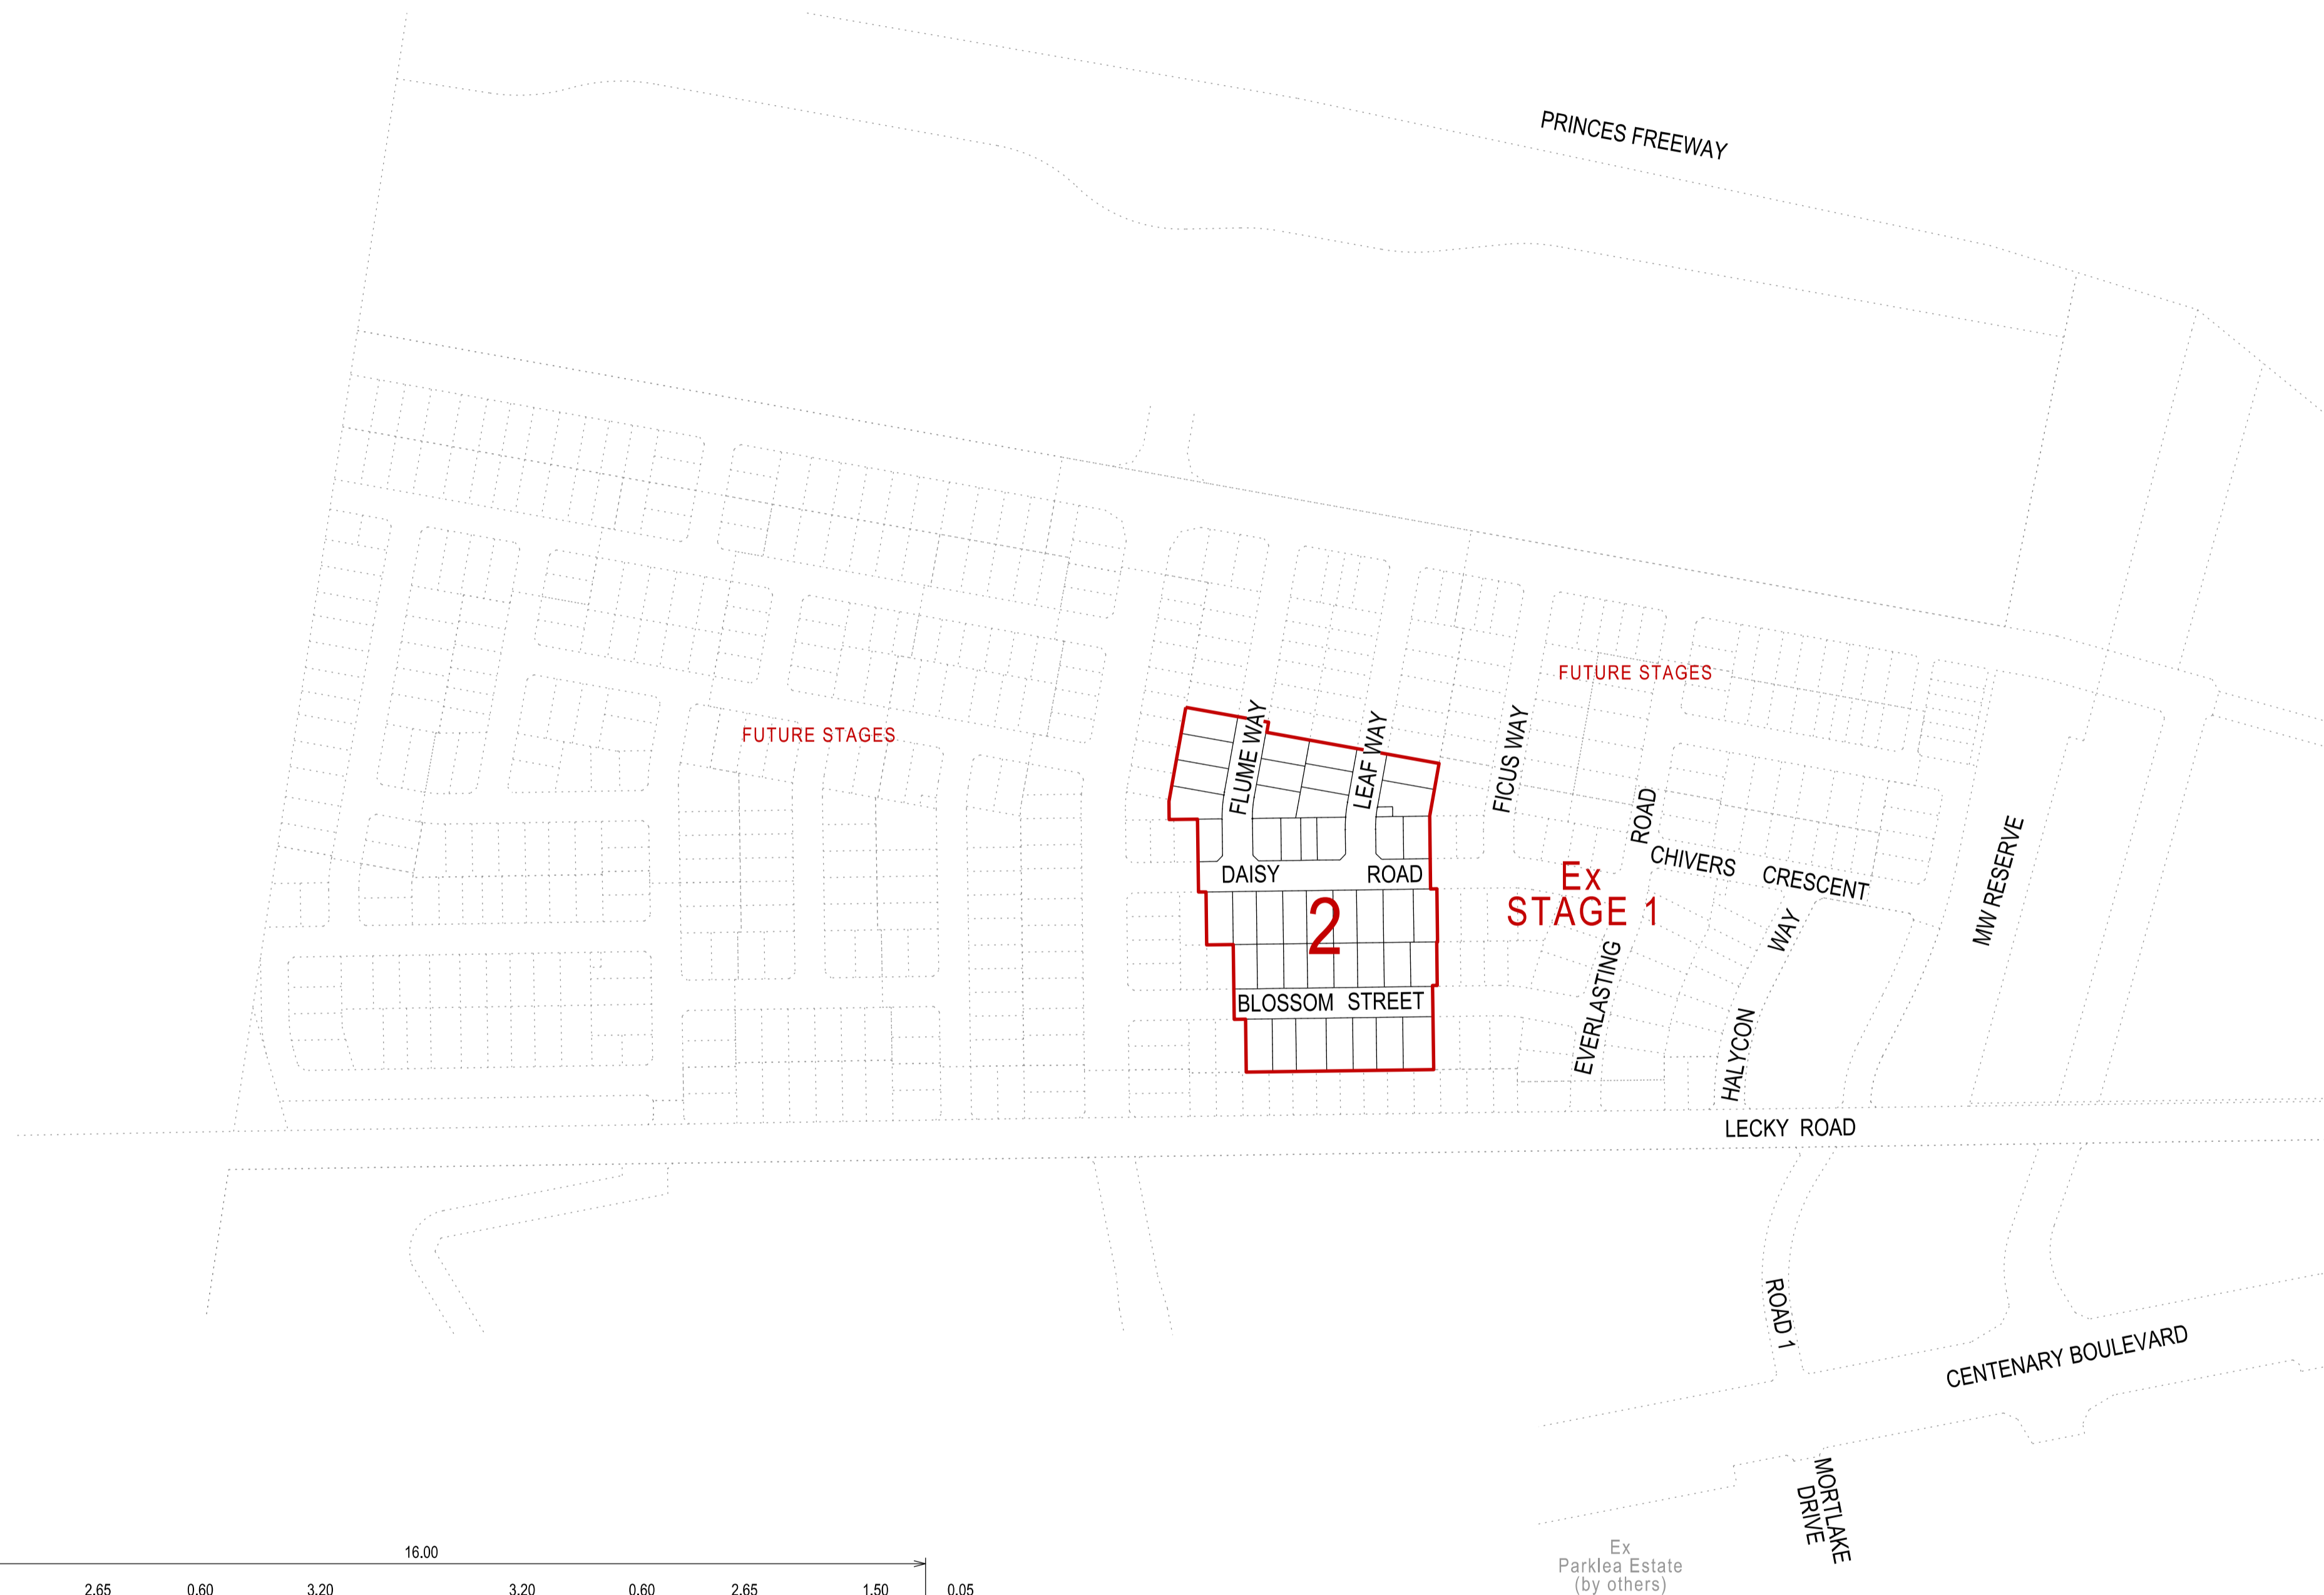 PRINCES FREEWAY
FUTURE STAGES
FUTURE STAGES
FLUME WAY
LEAF WAY
FICUS WAY
ROAD
CHIVERS CRESCENT
MW RESERVE
DAISY ROAD
Ex
STAGE 1
2
WAY
EVERLASTING
HALYCON
BLOSSOM STREET
LECKY ROAD
ROAD 1
CENTENARY BOULEVARD
MORTLAKE
DRIVE
Ex
Parklea Estate
(by others)
16.00
2.65 0.60 3.20 3.20 0.60 2.65 1.50 0.05